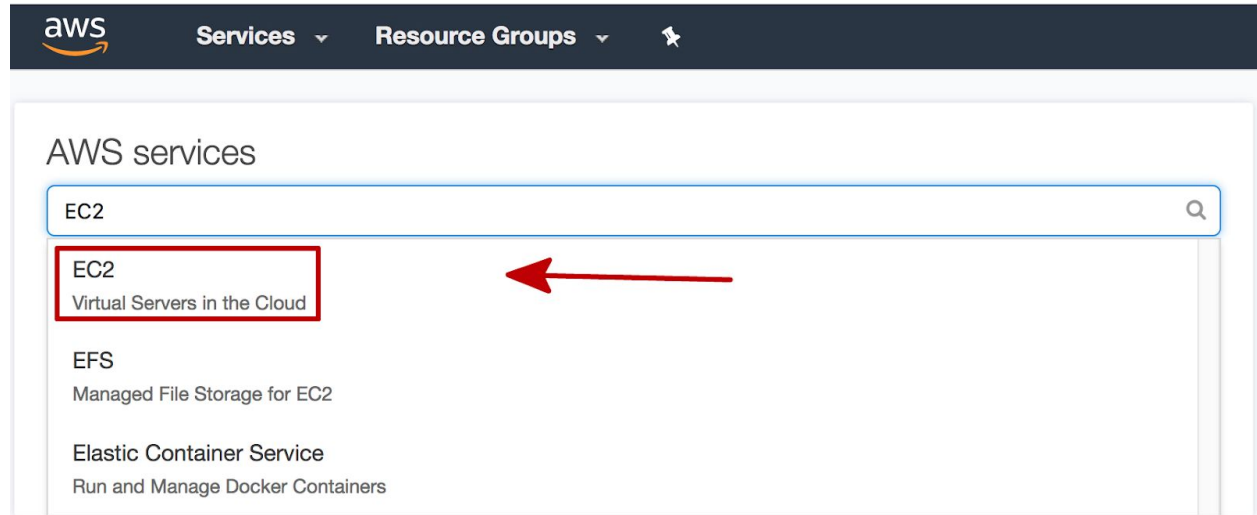 aws
Services Resource Groups
AWS services
EC2
EC2
Virtual Servers in the Cloud
EFS
Managed File Storage for EC2
Elastic Container Service
Run and Manage Docker Containers